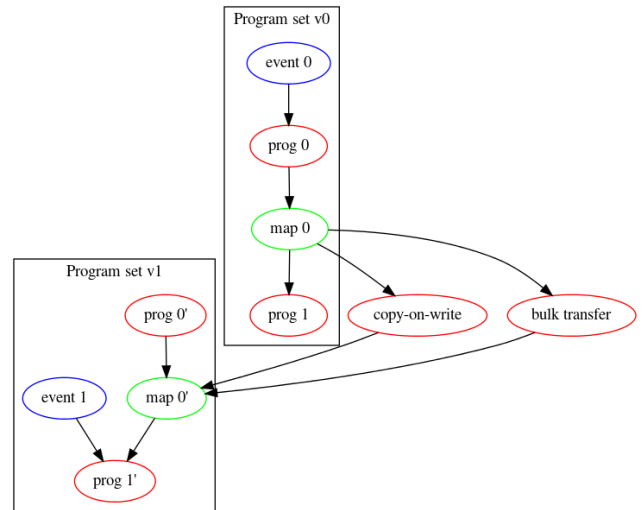 Program set v0
event 0
prog 0
map 0
Program set v1
prog 0'
prog 1
copy-on-write
bulk transfer
event 1
map 0'
prog 1'